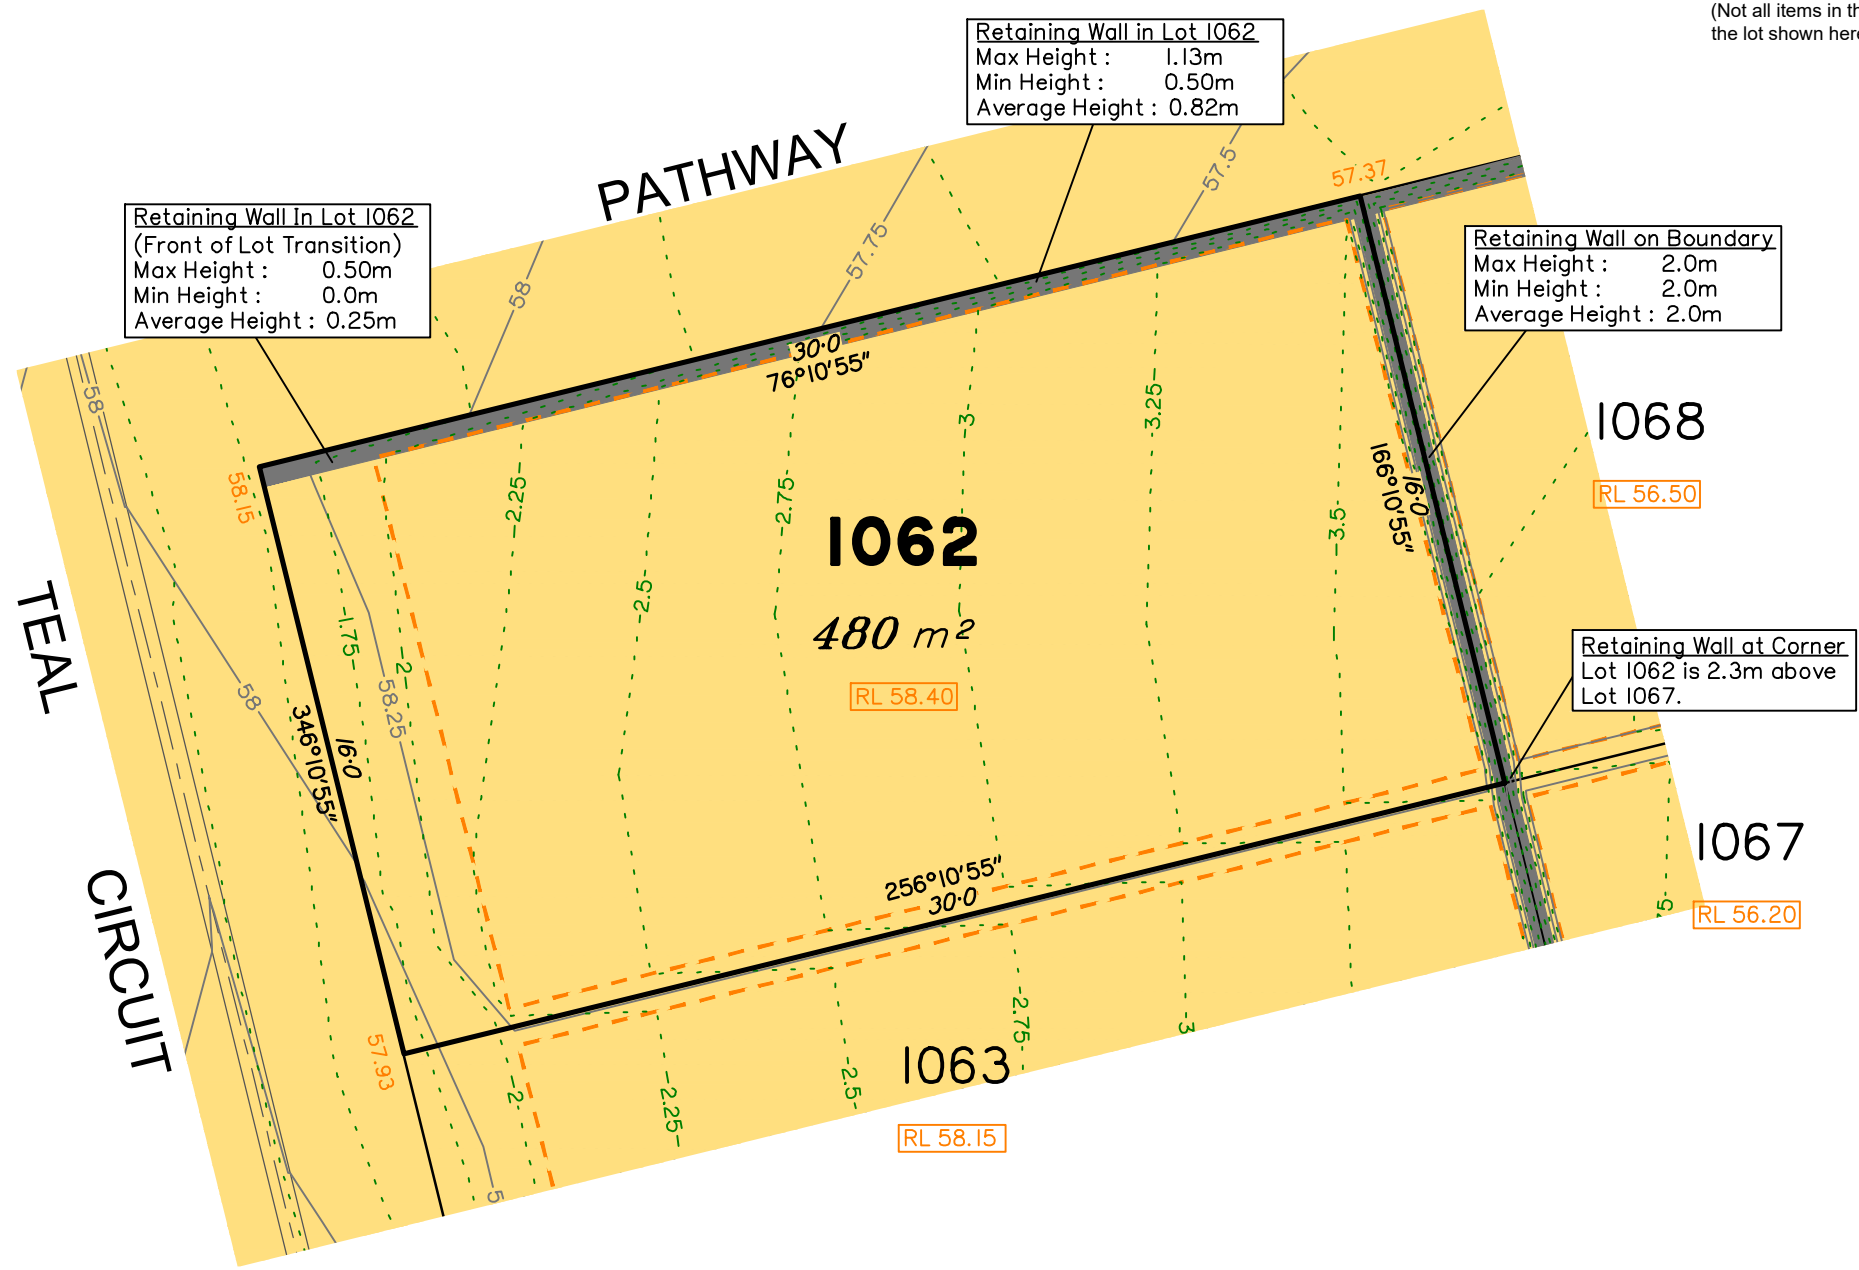 (Not all items in th
the lot shown here
Retaining Wall in Lot 1062
Max Height : 1.13m
Min Height : 0.50m
Average Height : 0.82m
PATHWAY
57.5
57.37
Retaining Wall In Lot 1062
(Front of Lot Transition)
Max Height : 0.50m
Min Height : 0.0m
Average Height : 0.25m
58
57.75
Retaining Wall on Boundary
Max Height : 2.0m
Min Height : 2.0m
Average Height : 2.0m
30·0
76°10'55"
58
58.15
2.25
2.75
3
3.25
3.5
166°10'55"
16·0
1068
RL 56.50
1062
480 m²
RL 58.40
2.5
1.75
2
58.25
58
TEAL
CIRCUIT
346°10'55"
16·0
Retaining Wall at Corner
Lot 1062 is 2.3m above
Lot 1067.
256°10'55"
30·0
1067
RL 56.20
5
57.93
1063
RL 58.15
2
2.25
2.5
2.75
3
5